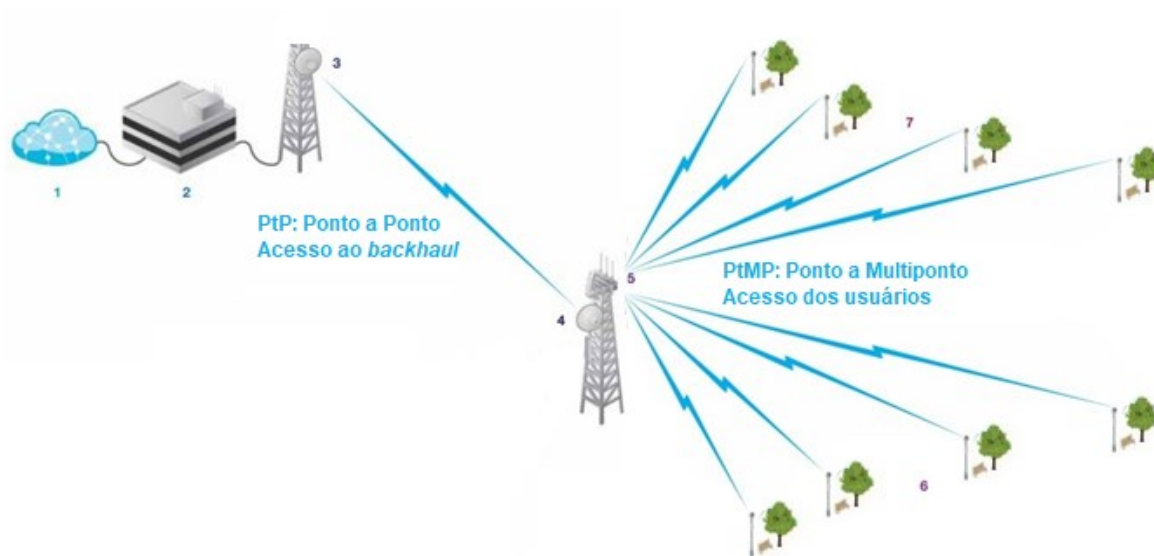 3
7
1
2
PtP: Ponto a Ponto
Acesso ao backhaul
5
PtMP: Ponto a Multiponto
Acesso dos usuários
4
6